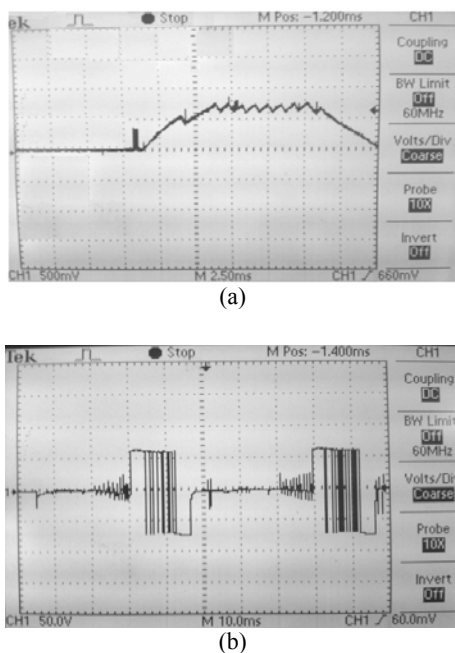 ek Stop M Pos: -1.200ms CH1
Coupling
DC
BW Limit
Off
60MHz
Volts/Div
Coarse
Probe
10X
Invert
Off
CH1 500mV M 2.50ms CH1 660mV
(a)
Tek Stop M Pos: -1.400ms CH1
Coupling
DC
BW Limit
Off
60MHz
Volts/Div
Coarse
Probe
10X
Invert
Off
CH1 50.0V M 10.0ms CH1 60.0mV
(b)